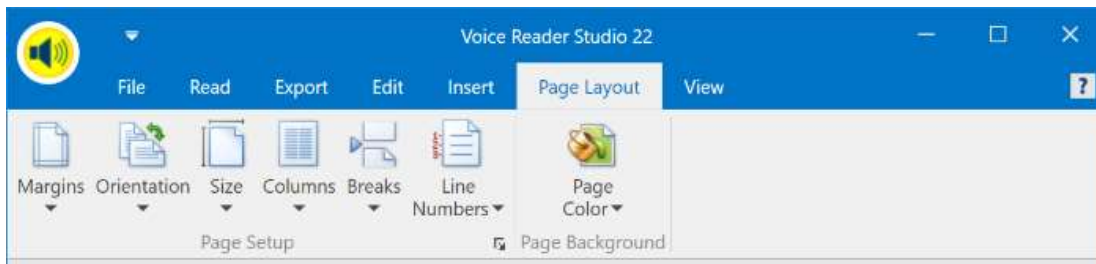 Voice Reader Studio 22
File Read Export Edit Insert Page Layout View ?
Margins Orientation Size Columns Breaks Line Numbers Page Color
Page Setup Page Background